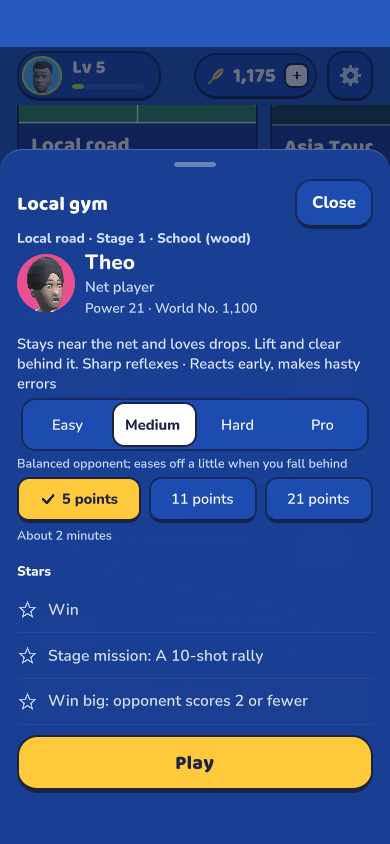 Lv 5
1,175
+
Local road
Asia Tour
Local gym
Close
Local road · Stage 1 · School (wood)
Theo
Net player
Power 21 · World No. 1,100
Stays near the net and loves drops. Lift and clear
behind it. Sharp reflexes · Reacts early, makes hasty
errors
Easy
Medium
Hard
Pro
Balanced opponent; eases off a little when you fall behind
5 points
11 points
21 points
About 2 minutes
Stars
Win
Stage mission: A 10-shot rally
Win big: opponent scores 2 or fewer
Play